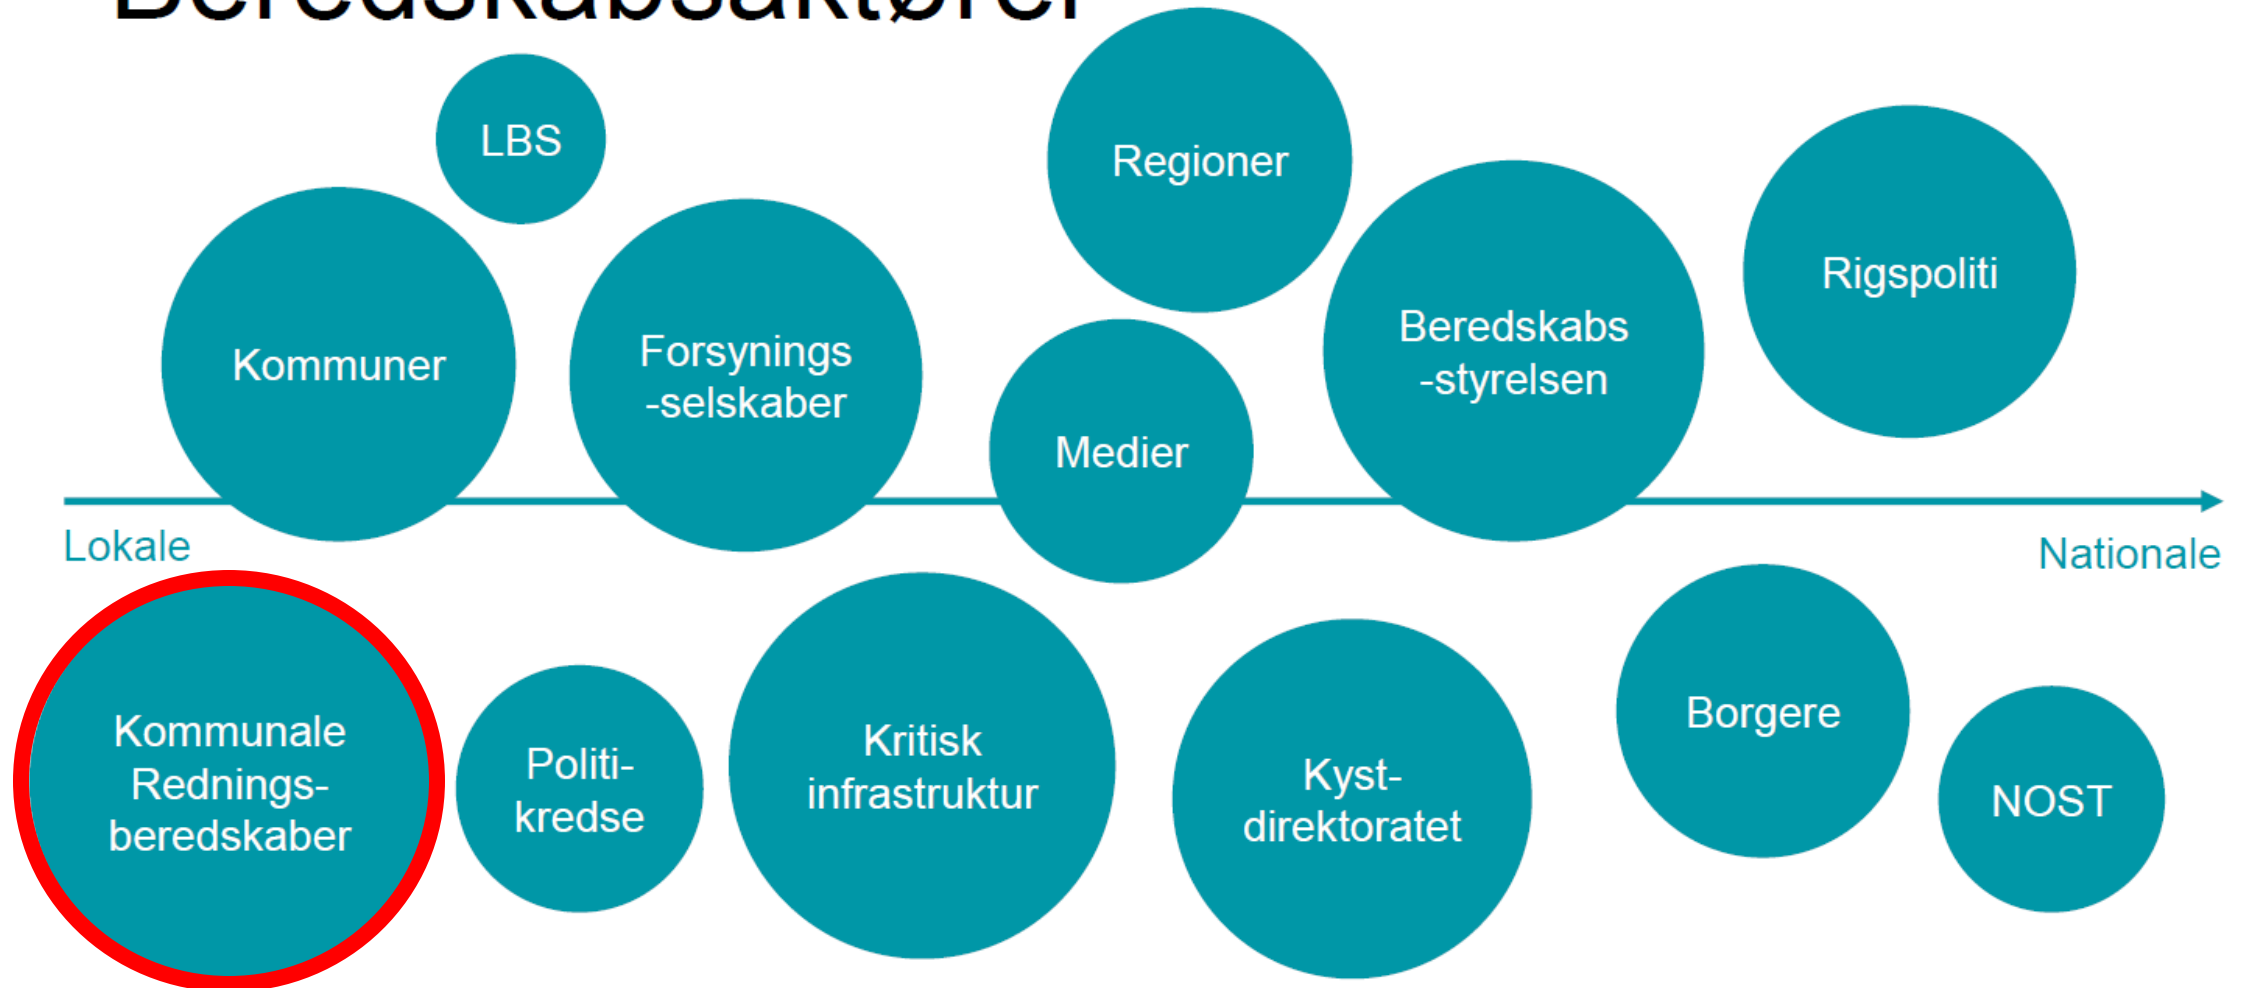 Beredskabsaktører
LBS
Regioner
Rigspoliti
Kommuner
Forsynings
-selskaber
Beredskabs
-styrelsen
Medier
Lokale
Nationale
Kommunale
Rednings-
beredskaber
Politi-
kredse
Kritisk
infrastruktur
Kyst-
direktoratet
Borgere
NOST